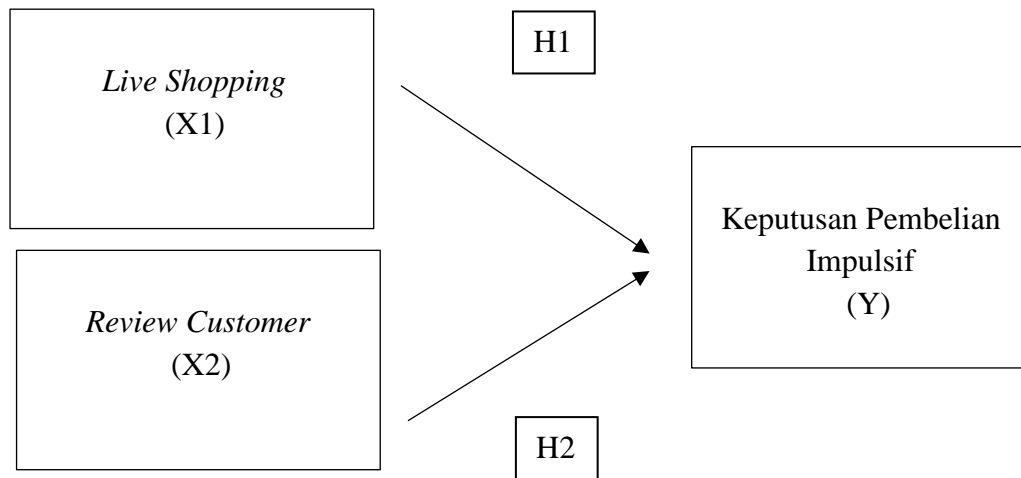 Live Shopping
(X1)
H1
Review Customer
(X2)
H2
Keputusan Pembelian
Impulsif
(Y)